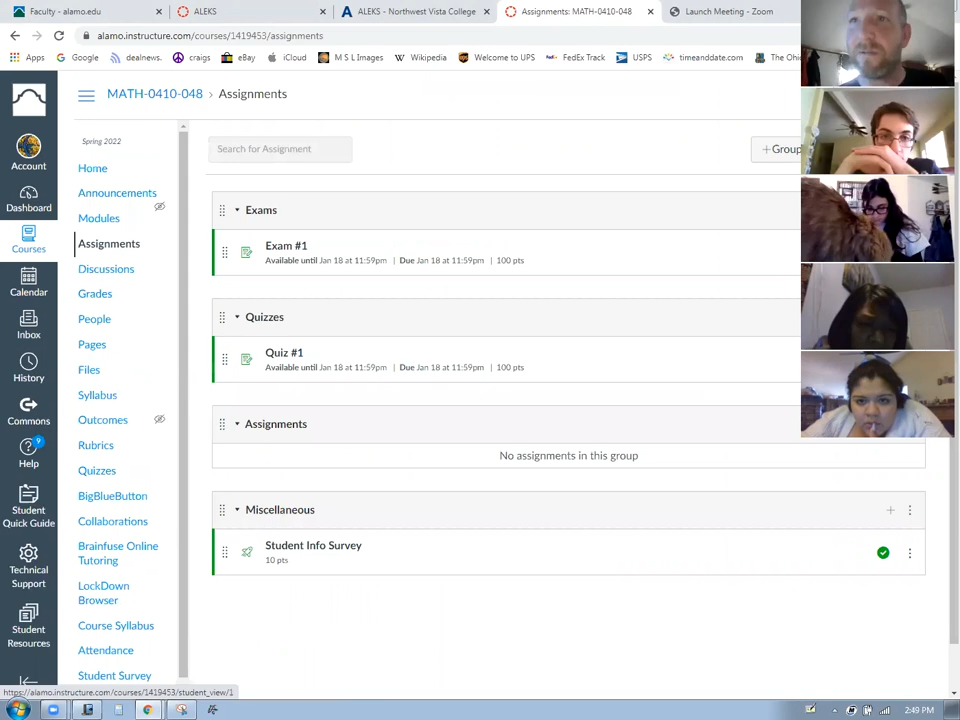 Faculty - alamo.edu
ALEKS
ALEKS - Northwest Vista College
Assignments: MATH-0410-048
Launch Meeting - Zoom
alamo.
alamo.instructure.com/courses/1419453/assignments
Apps
Google
dealnews.
craigs
eBay
iCloud
M S L Images
Wikipedia
Welcome to UPS
FedEx Track
USPS
timeanddate.com
The Ohi
MATH-0410-048 › Assignments
Account
Dashboard
Courses
Calendar
Inbox
History
Commons
9
Help
Student
Quick Guide
Technical
Support
Student
Resources
Spring 2022
Home
Announcements
Modules
Assignments
Discussions
Grades
People
Pages
Files
Syllabus
Outcomes
Rubrics
Quizzes
BigBlueButton
Collaborations
Brainfuse Online
Tutoring
LockDown
Browser
Course Syllabus
Attendance
Student Survey
Search for Assignment
+Group
Exams
Exam #1
Available until Jan 18 at 11:59pm | Due Jan 18 at 11:59pm | 100 pts
Quizzes
Quiz #1
Available until Jan 18 at 11:59pm | Due Jan 18 at 11:59pm | 100 pts
Assignments
No assignments in this group
Miscellaneous
Student Info Survey
10 pts
https://alamo.instructure.com/courses/1419453/student_view/1
2:49 PM